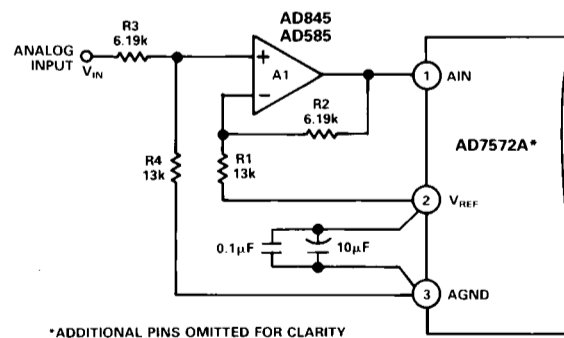 AD845
AD585
R3
6.19k
ANALOG
INPUT
VIN
+
A1
−
1
AIN
R2
6.19k
AD7572A*
R4
13k
R1
13k
2
VREF
0.1μF
10μF
3
AGND
*ADDITIONAL PINS OMITTED FOR CLARITY